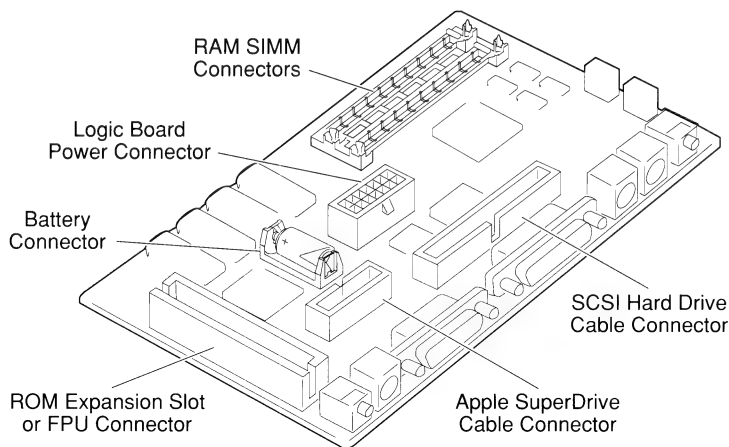 RAM SIMM
Connectors
Logic Board
Power Connector
Battery
Connector
+
SCSI Hard Drive
Cable Connector
ROM Expansion Slot
or FPU Connector
Apple SuperDrive
Cable Connector